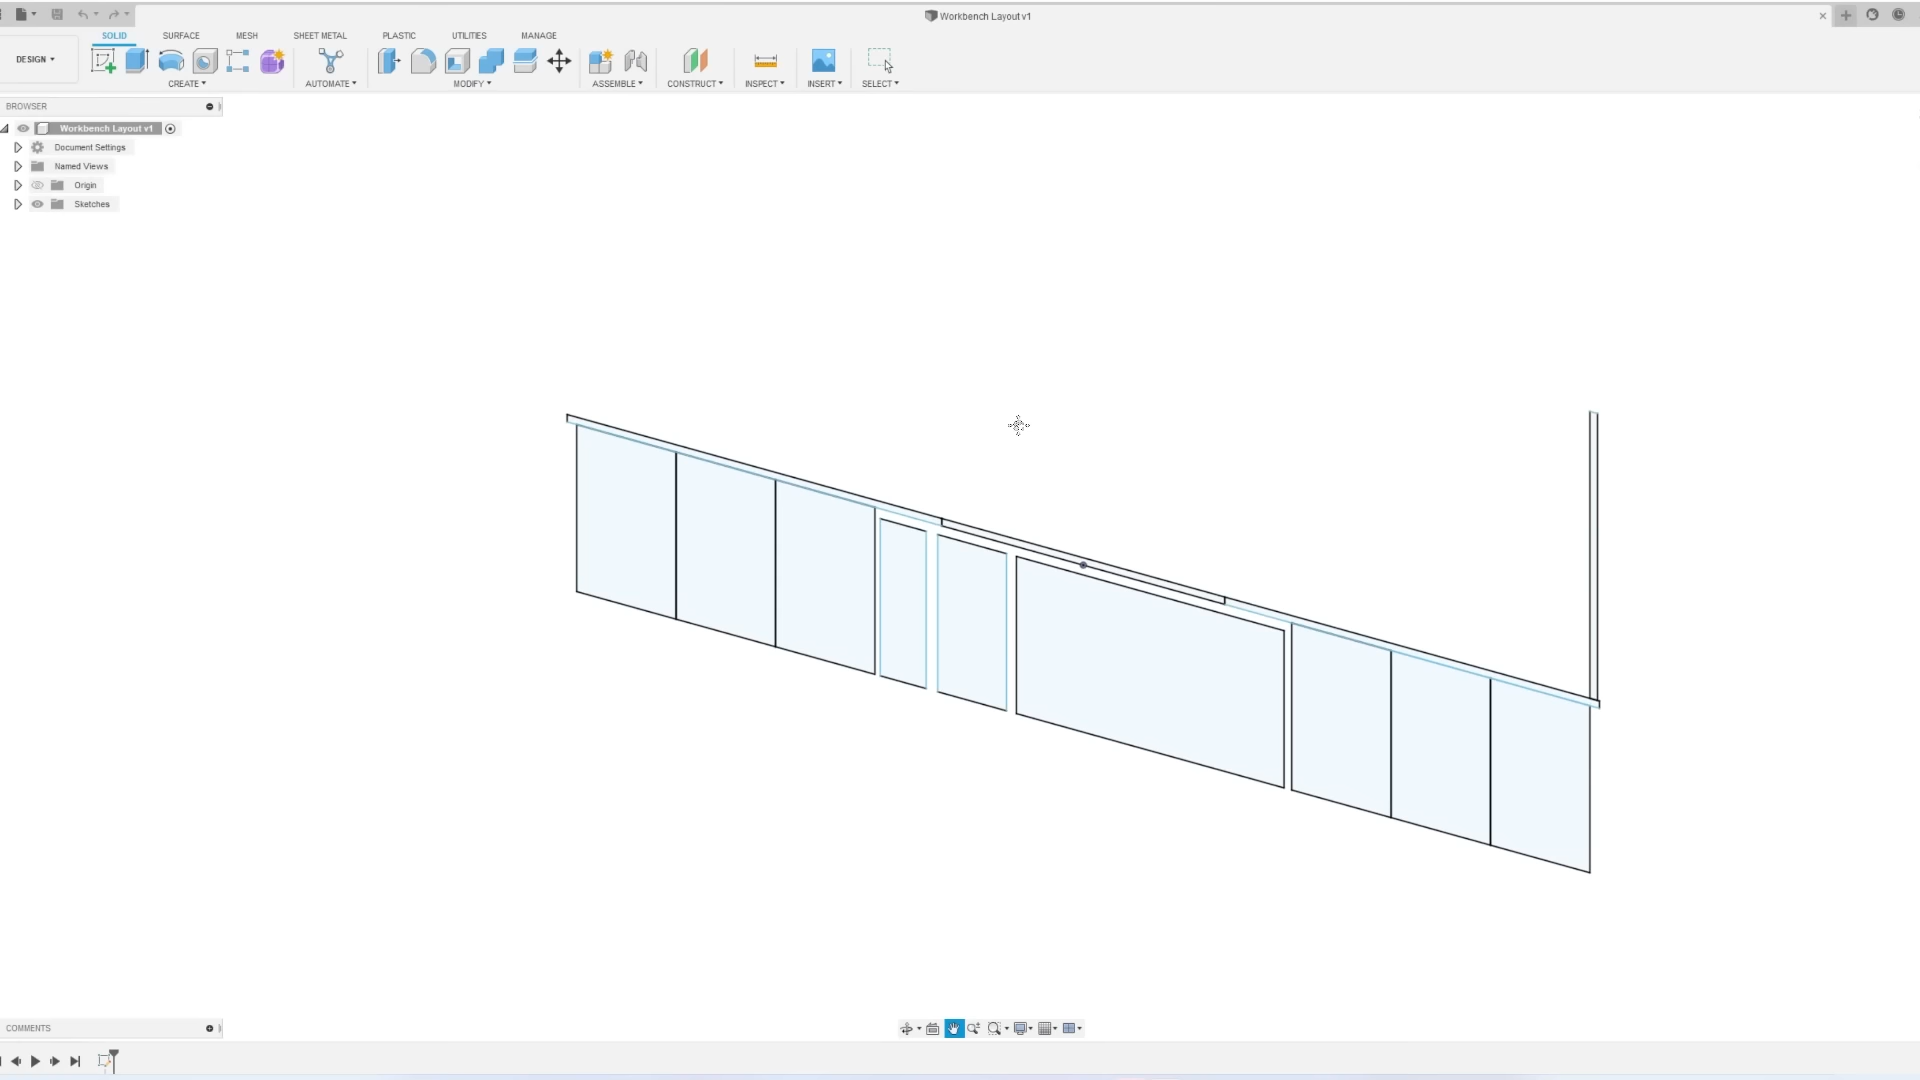 Workbench Layout v1
SOLID
SURFACE
MESH
SHEET METAL
PLASTIC
UTILITIES
MANAGE
DESIGN
CREATE
AUTOMATE
MODIFY
ASSEMBLE
CONSTRUCT
INSPECT
INSERT
SELECT
BROWSER
Workbench Layout v1
Document Settings
Named Views
Origin
Sketches
COMMENTS